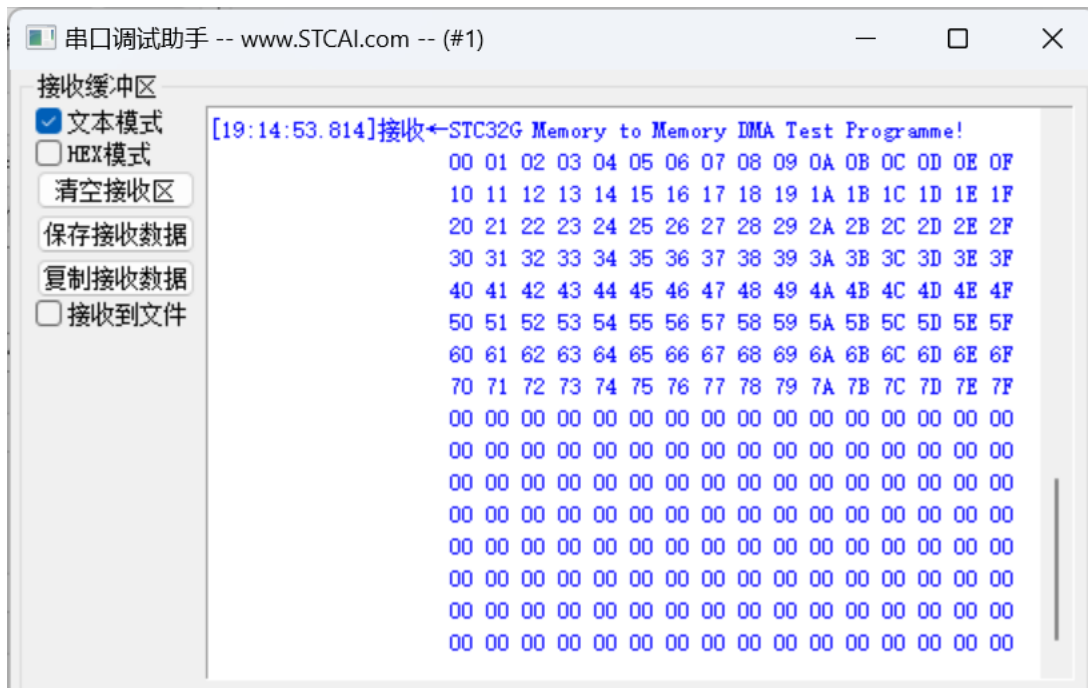 串口调试助手 -- www.STCAI.com -- (#1)
接收缓冲区
文本模式
HEX模式
清空接收区
保存接收数据
复制接收数据
接收到文件
[19:14:53.814]接收←STC32G Memory to Memory DMA Test Programme!
00 01 02 03 04 05 06 07 08 09 0A 0B 0C 0D 0E 0F
10 11 12 13 14 15 16 17 18 19 1A 1B 1C 1D 1E 1F
20 21 22 23 24 25 26 27 28 29 2A 2B 2C 2D 2E 2F
30 31 32 33 34 35 36 37 38 39 3A 3B 3C 3D 3E 3F
40 41 42 43 44 45 46 47 48 49 4A 4B 4C 4D 4E 4F
50 51 52 53 54 55 56 57 58 59 5A 5B 5C 5D 5E 5F
60 61 62 63 64 65 66 67 68 69 6A 6B 6C 6D 6E 6F
70 71 72 73 74 75 76 77 78 79 7A 7B 7C 7D 7E 7F
00 00 00 00 00 00 00 00 00 00 00 00 00 00 00 00
00 00 00 00 00 00 00 00 00 00 00 00 00 00 00 00
00 00 00 00 00 00 00 00 00 00 00 00 00 00 00 00
00 00 00 00 00 00 00 00 00 00 00 00 00 00 00 00
00 00 00 00 00 00 00 00 00 00 00 00 00 00 00 00
00 00 00 00 00 00 00 00 00 00 00 00 00 00 00 00
00 00 00 00 00 00 00 00 00 00 00 00 00 00 00 00
00 00 00 00 00 00 00 00 00 00 00 00 00 00 00 00